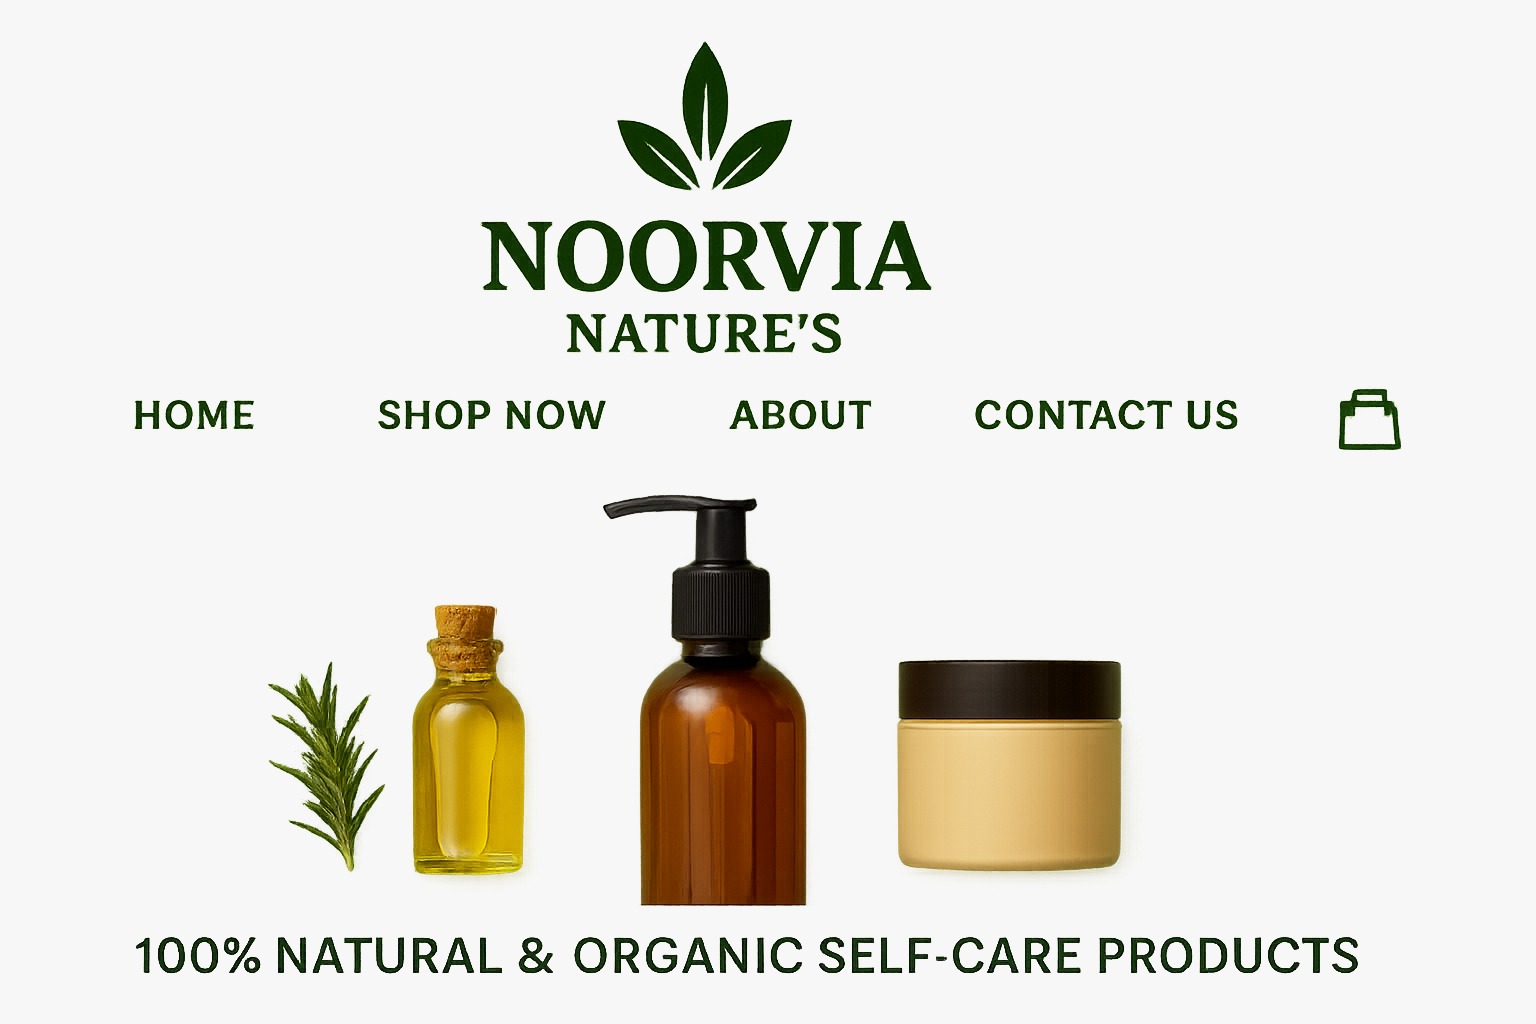 NOORVIA
NATURE'S
HOME SHOP NOW ABOUT CONTACT US
100% NATURAL & ORGANIC SELF-CARE PRODUCTS